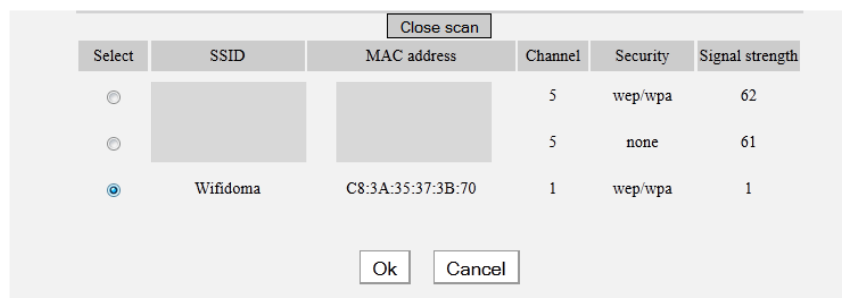 Close scan
Select SSID MAC address Channel Security Signal strength
5 wep/wpa 62
5 none 61
Wifidoma C8:3A:35:37:3B:70 1 wep/wpa 1
Ok Cancel